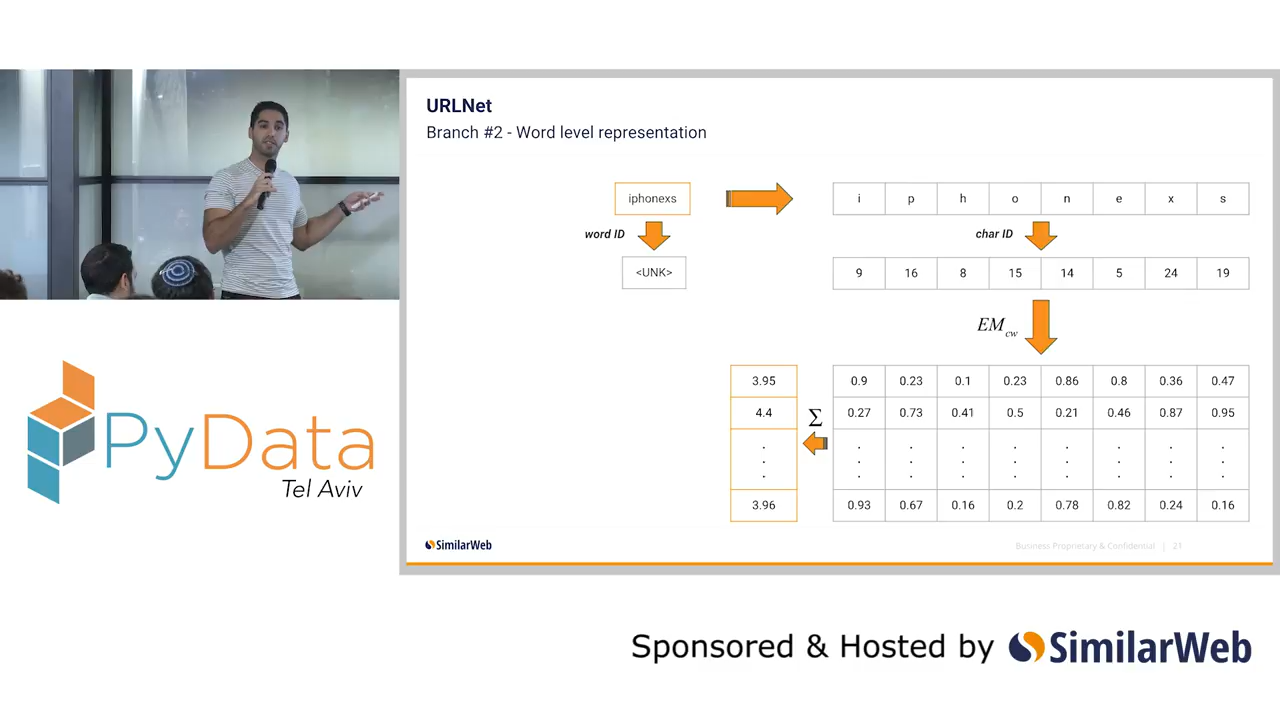 URLNet
Branch #2 - Word level representation
iphonexs
i p h o n e x s
word ID
char ID
<UNK>
9 16 8 15 14 5 24 19
EMcw
3.95
0.9 0.23 0.1 0.23 0.86 0.8 0.36 0.47
4.4
Σ
0.27 0.73 0.41 0.5 0.21 0.46 0.87 0.95
. . . . . . . . .
. . . . . . . . .
. . . . . . . . .
3.96
0.93 0.67 0.16 0.2 0.78 0.82 0.24 0.16
SimilarWeb
Business Proprietary & Confidential | 21
PyData
Tel Aviv
Sponsored & Hosted by SimilarWeb